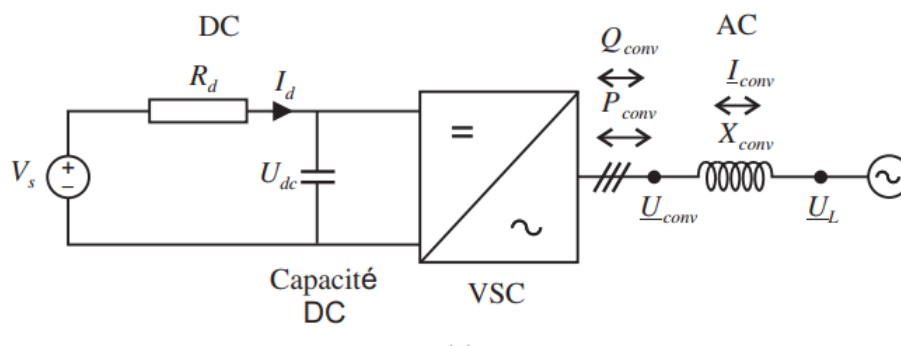 DC
AC
R_d
I_d
Q_conv
P_conv
I_conv
X_conv
V_s
+
−
U_dc
=
~
U_conv
U_L
~
Capacité
DC
VSC